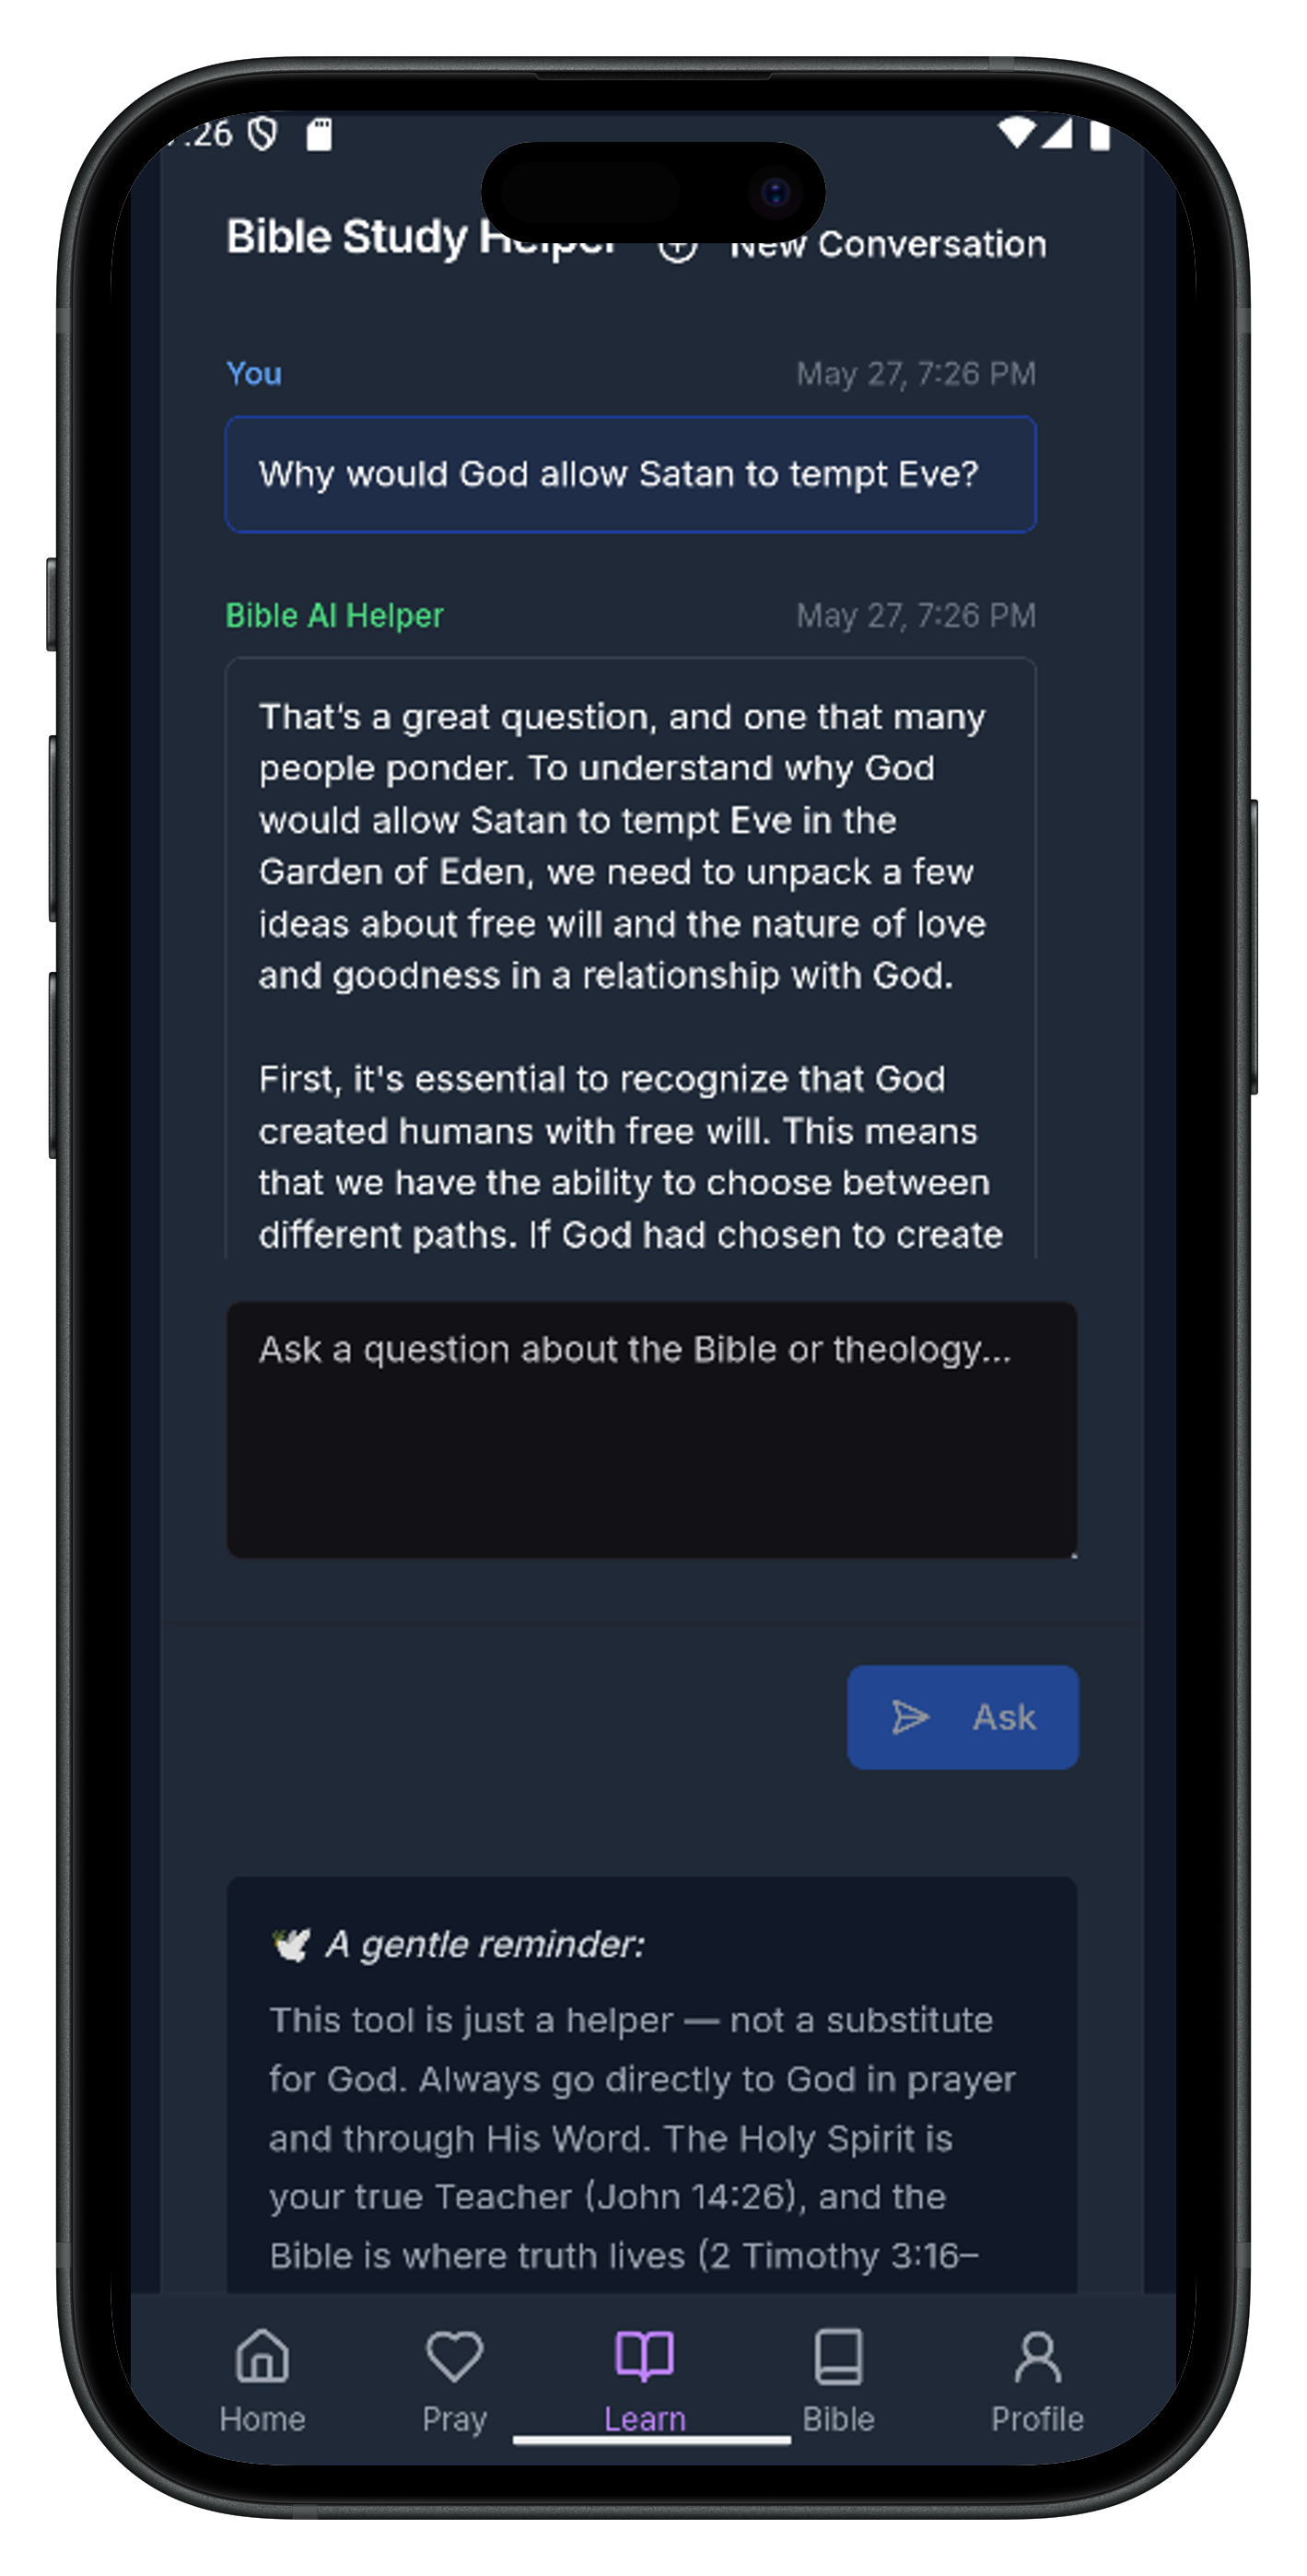 :26
Bible Study Helper
New Conversation
You
May 27, 7:26 PM
Why would God allow Satan to tempt Eve?
Bible AI Helper
May 27, 7:26 PM
That's a great question, and one that many
people ponder. To understand why God
would allow Satan to tempt Eve in the
Garden of Eden, we need to unpack a few
ideas about free will and the nature of love
and goodness in a relationship with God.
First, it's essential to recognize that God
created humans with free will. This means
that we have the ability to choose between
different paths. If God had chosen to create
Ask a question about the Bible or theology...
Ask
A gentle reminder:
This tool is just a helper — not a substitute
for God. Always go directly to God in prayer
and through His Word. The Holy Spirit is
your true Teacher (John 14:26), and the
Bible is where truth lives (2 Timothy 3:16–
Home
Pray
Learn
Bible
Profile